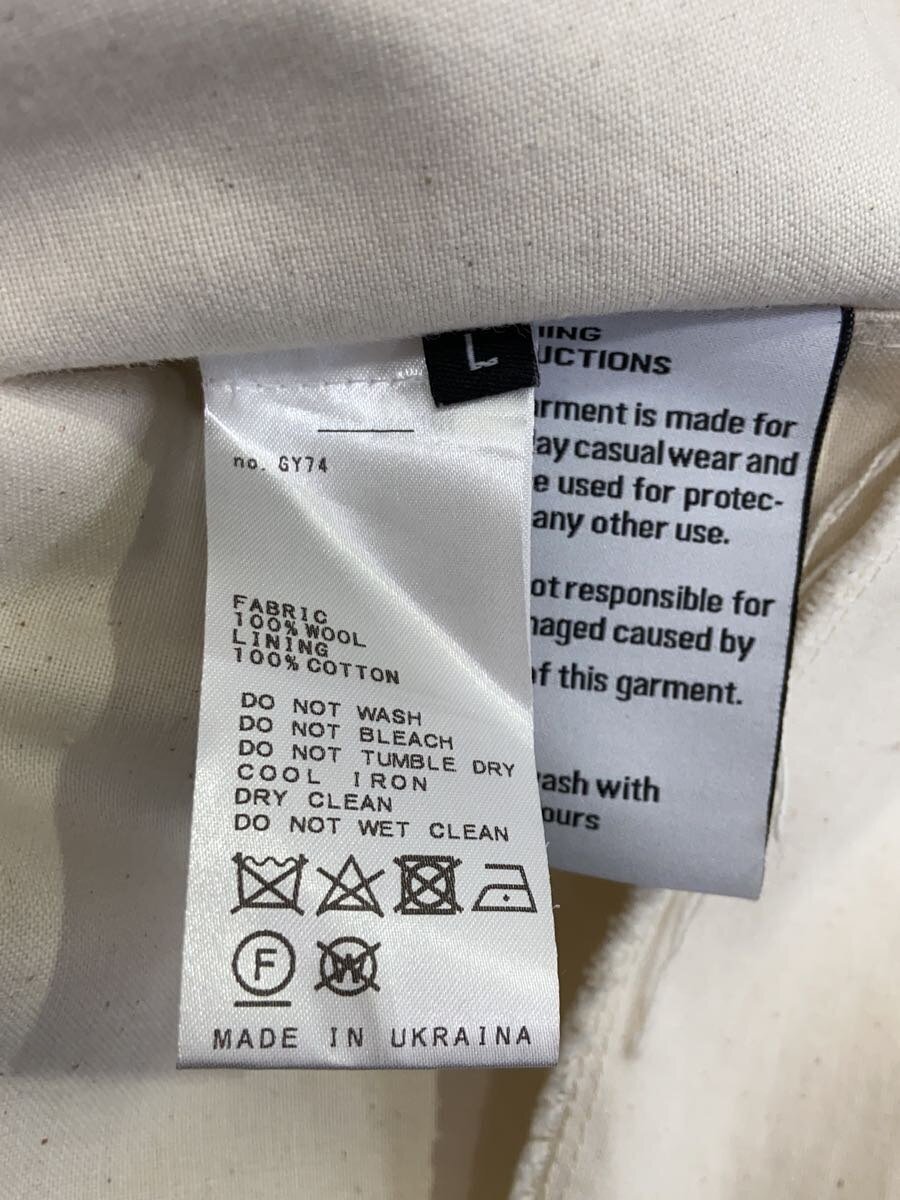 L
no. GY74
FABRIC
100% WOOL
LINING
100% COTTON
DO NOT WASH
DO NOT BLEACH
DO NOT TUMBLE DRY
COOL IRON
DRY CLEAN
DO NOT WET CLEAN
F W
MADE IN UKRAINA
UCTIONS
arment is made for
ay casual wear and
e used for protec-
any other use.
ot responsible for
maged caused by
of this garment.
ash with
ours